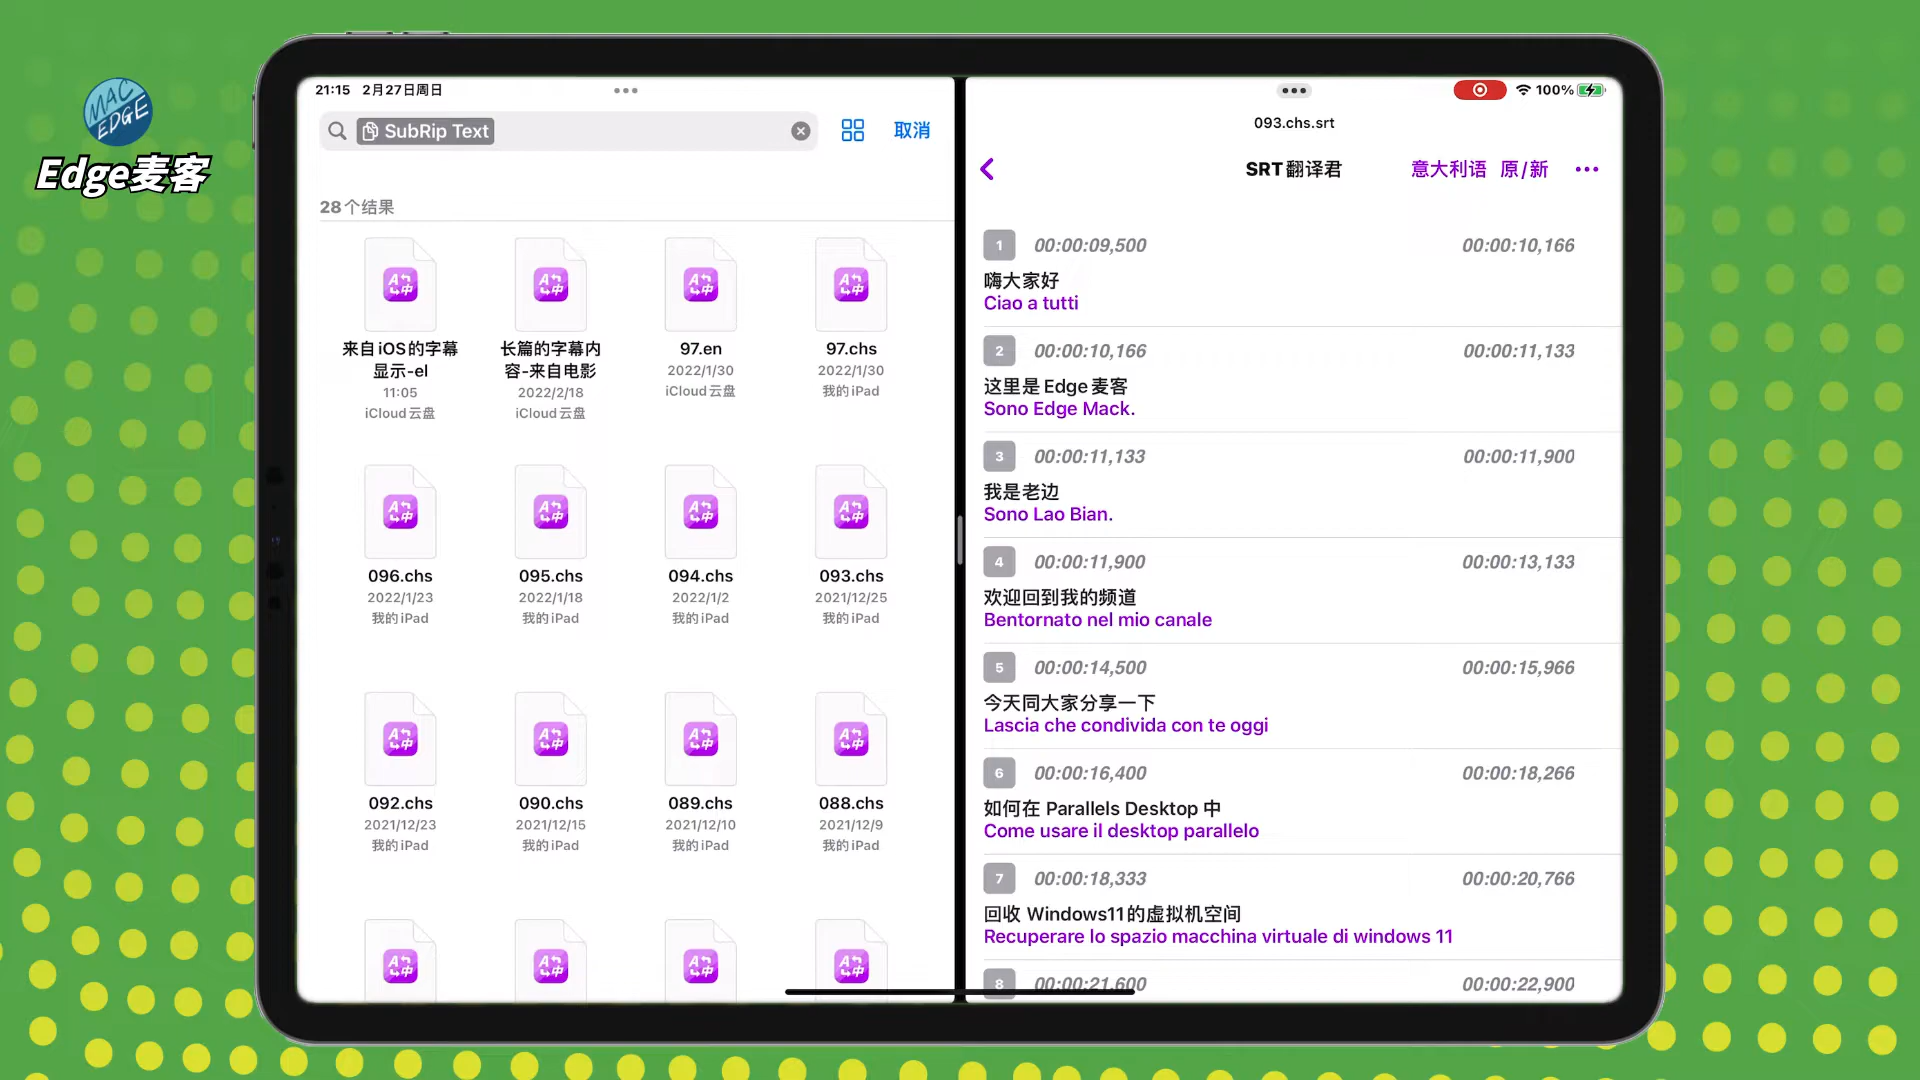 MAC EDGE
Edge麦客
21:15 2月27日周日
SubRip Text
取消
28个结果
来自iOS的字幕显示-el
11:05
iCloud云盘
长篇的字幕内容-来自电影
2022/2/18
iCloud云盘
97.en
2022/1/30
iCloud云盘
97.chs
2022/1/30
我的iPad
096.chs
2022/1/23
我的iPad
095.chs
2022/1/18
我的iPad
094.chs
2022/1/2
我的iPad
093.chs
2021/12/25
我的iPad
092.chs
2021/12/23
我的iPad
090.chs
2021/12/15
我的iPad
089.chs
2021/12/10
我的iPad
088.chs
2021/12/9
我的iPad
100%
093.chs.srt
SRT翻译君 意大利语 原/新
1 00:00:09,500 00:00:10,166
嗨大家好
Ciao a tutti
2 00:00:10,166 00:00:11,133
这里是Edge麦客
Sono Edge Mack.
3 00:00:11,133 00:00:11,900
我是老边
Sono Lao Bian.
4 00:00:11,900 00:00:13,133
欢迎回到我的频道
Bentornato nel mio canale
5 00:00:14,500 00:00:15,966
今天同大家分享一下
Lascia che condivida con te oggi
6 00:00:16,400 00:00:18,266
如何在 Parallels Desktop 中
Come usare il desktop parallelo
7 00:00:18,333 00:00:20,766
回收 Windows11的虚拟机空间
Recuperare lo spazio macchina virtuale di windows 11
8 00:00:21,600 00:00:22,900